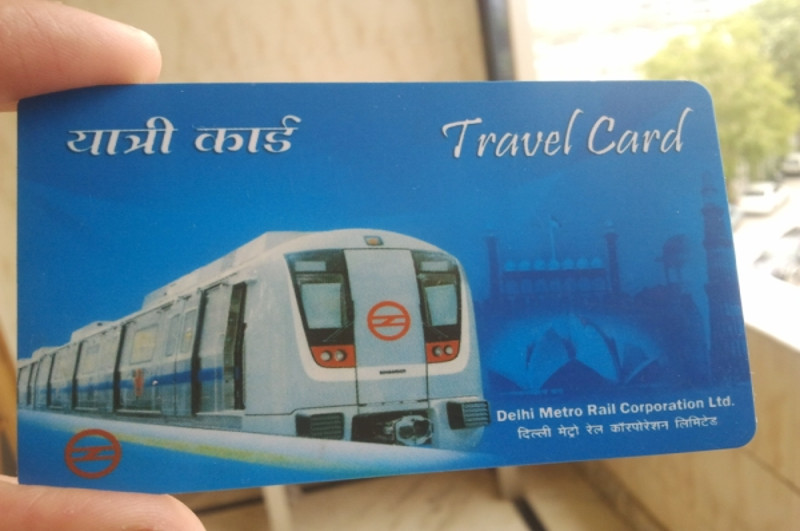 यात्री कार्ड
Travel Card
Delhi Metro Rail Corporation Ltd.
दिल्ली मेट्रो रेल कॉरपोरेशन लिमिटेड